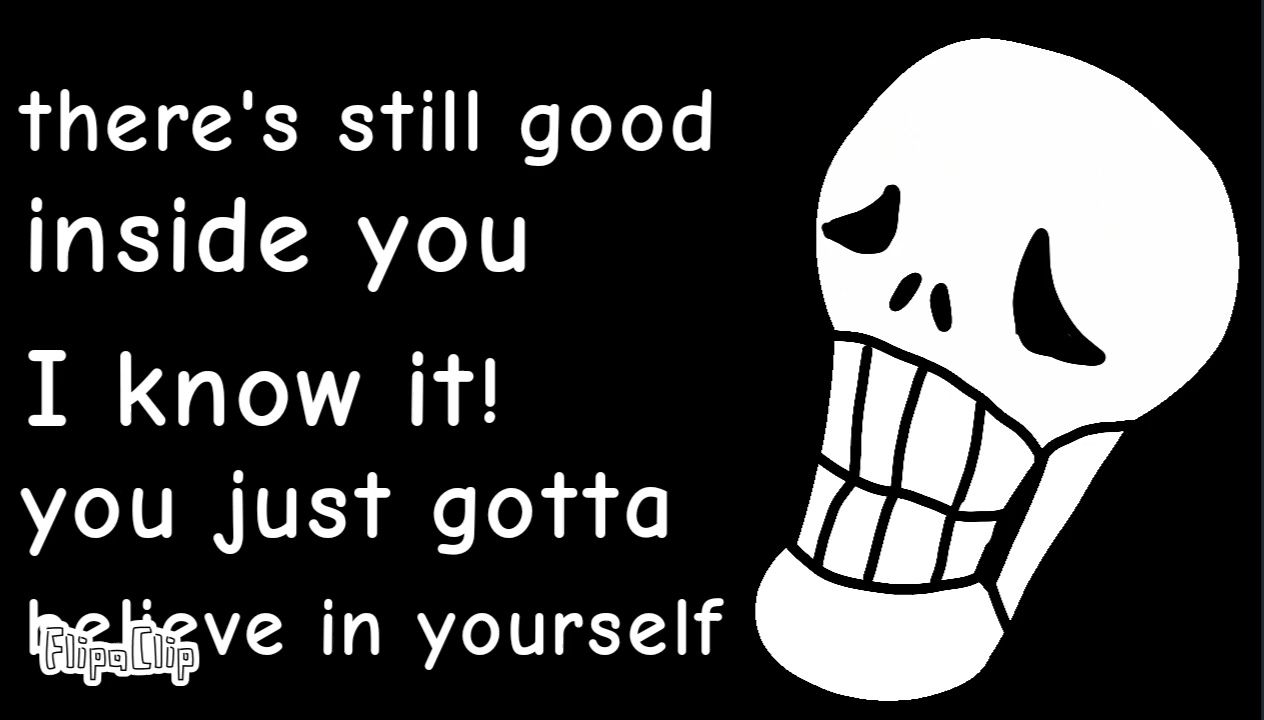 there's still good
inside you
I know it!
you just gotta
believe in yourself
FlipaClip